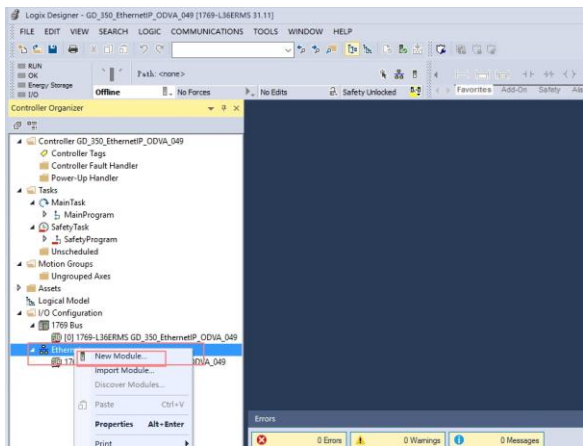 Logix Designer - GD_350_EthernetIP_ODVA_049 [1769-L36ERMS 31.11]
FILE EDIT VIEW SEARCH LOGIC COMMUNICATIONS TOOLS WINDOW HELP
RUN
OK
Energy Storage
I/O
Path: <none>
Offline No Forces No Edits Safety Unlocked
Favorites Add-On Safety
Controller Organizer
Controller GD_350_EthernetIP_ODVA_049
Controller Tags
Controller Fault Handler
Power-Up Handler
Tasks
MainTask
MainProgram
SafetyTask
SafetyProgram
Unscheduled
Motion Groups
Ungrouped Axes
Assets
Logical Model
I/O Configuration
1769 Bus
[0] 1769-L36ERMS GD_350_EthernetIP_ODVA_049
New Module...
Import Module...
Discover Modules...
Paste Ctrl+V
Properties Alt+Enter
Print
Errors
0 Errors 0 Warnings 0 Messages